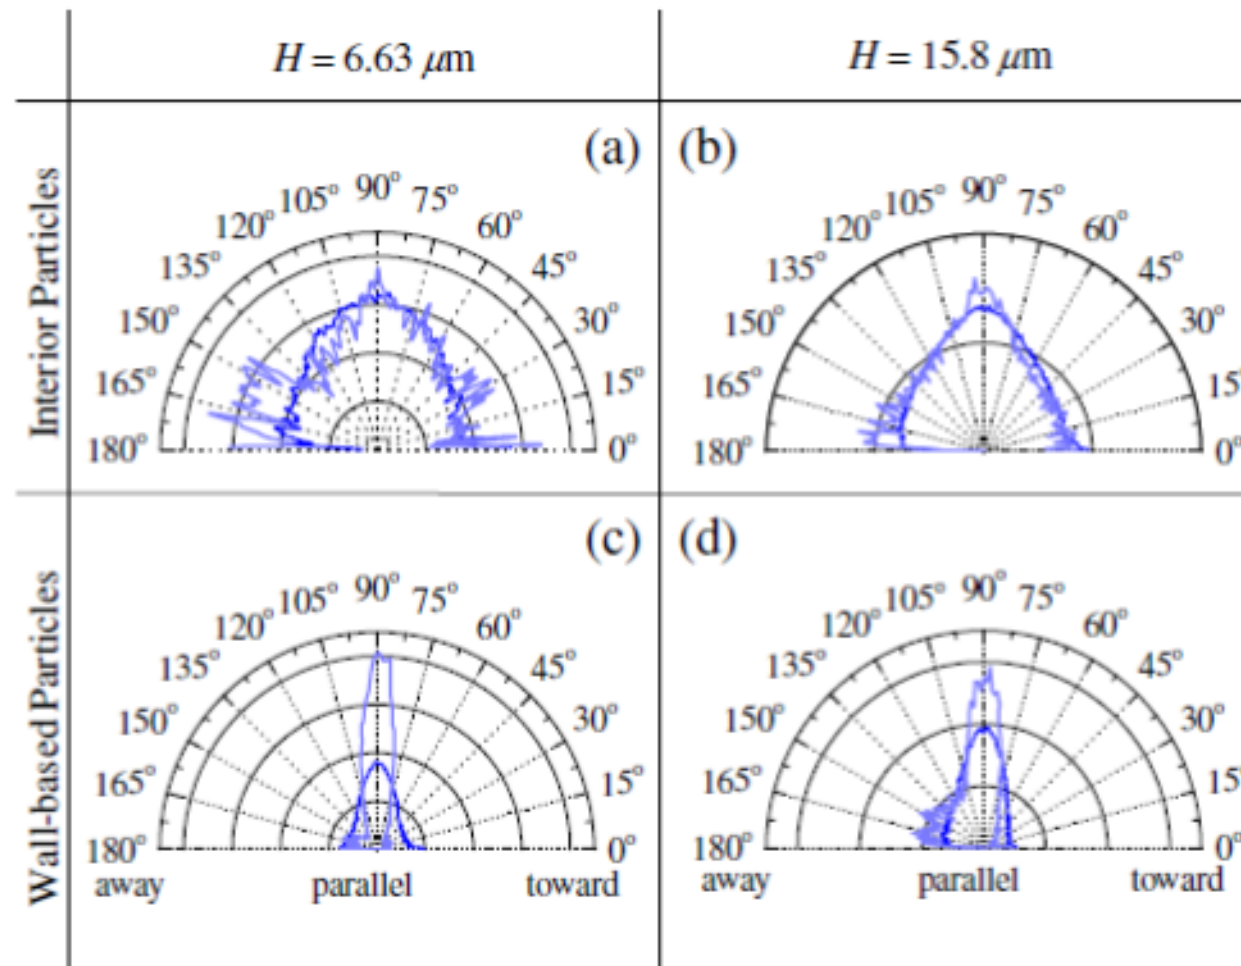 H = 6.63 μm
H = 15.8 μm
Interior Particles
(a)
90°
105° 75°
120° 60°
135° 45°
150° 30°
165° 15°
180° 0°
(b)
90°
105° 75°
120° 60°
135° 45°
150° 30°
165° 15°
180° 0°
Wall-based Particles
(c)
90°
105° 75°
120° 60°
135° 45°
150° 30°
165° 15°
180° 0°
away parallel toward
(d)
90°
105° 75°
120° 60°
135° 45°
150° 30°
165° 15°
180° 0°
away parallel toward